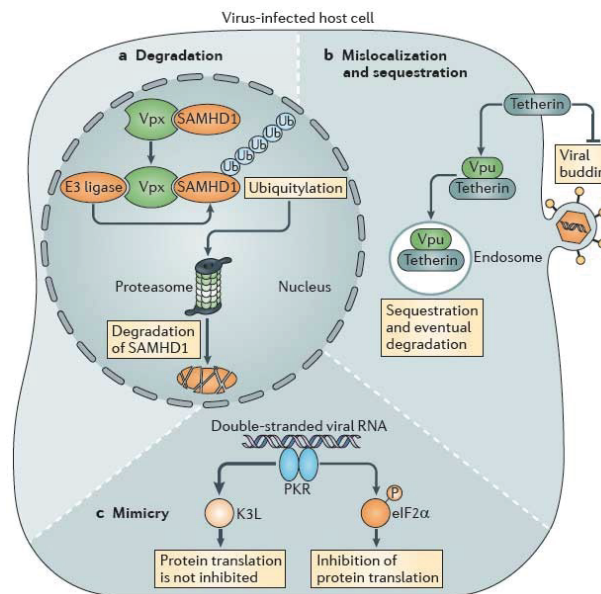 Virus-infected host cell
a Degradation
Vpx SAMHD1
Ub
Ub
Ub
Ub
Ub
E3 ligase Vpx SAMHD1
Ubiquitylation
Proteasome
Nucleus
Degradation
of SAMHD1
b Mislocalization
and sequestration
Tetherin
Viral
buddin
Vpu
Tetherin
Vpu
Tetherin
Endosome
Sequestration
and eventual
degradation
Double-stranded viral RNA
PKR
c Mimicry
K3L
P
eIF2α
Protein translation
is not inhibited
Inhibition of
protein translation